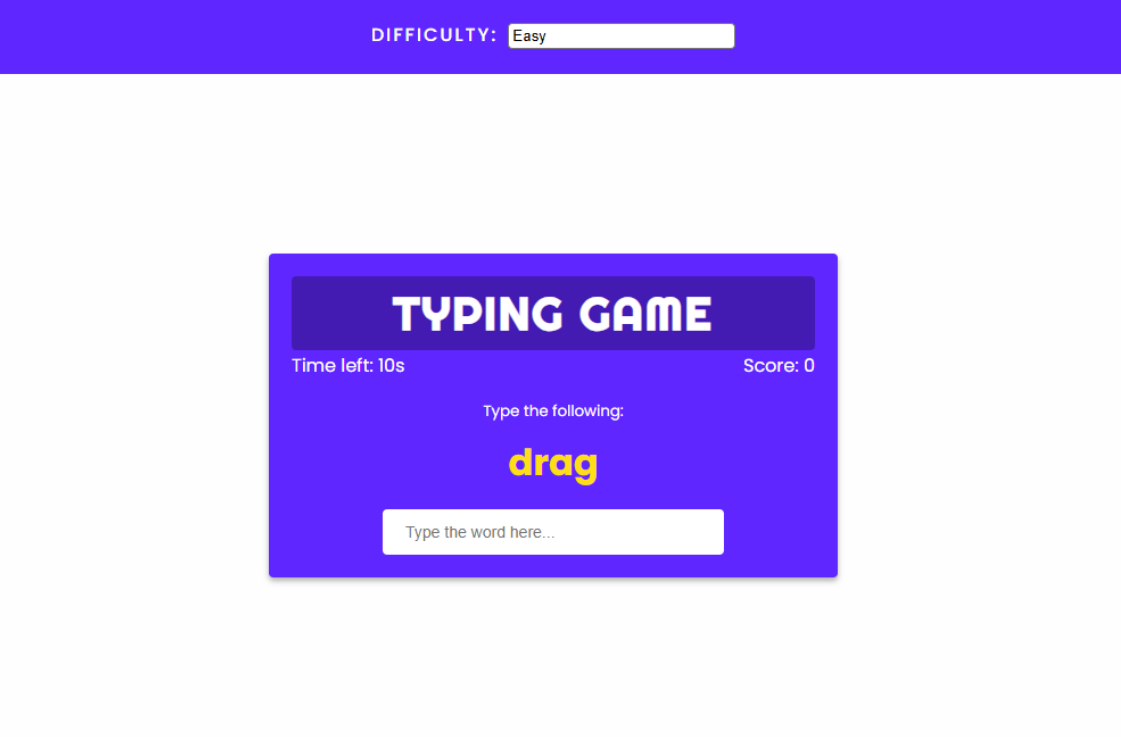 DIFFICULTY: Easy
TYPING GAME
Time left: 10s Score: 0
Type the following:
drag
Type the word here...